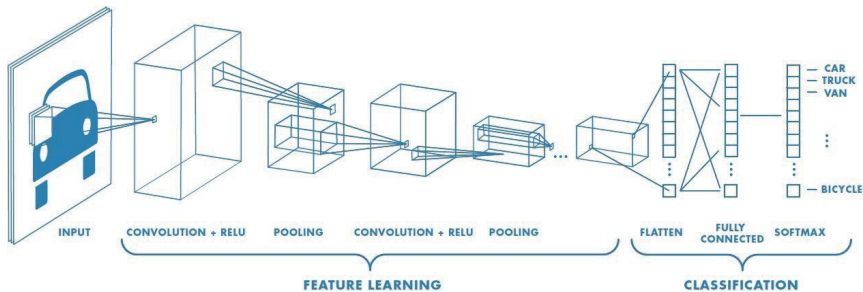 CAR
TRUCK
VAN
BICYCLE
INPUT
CONVOLUTION + RELU
POOLING
CONVOLUTION + RELU
POOLING
FLATTEN
FULLY
CONNECTED
SOFTMAX
FEATURE LEARNING
CLASSIFICATION